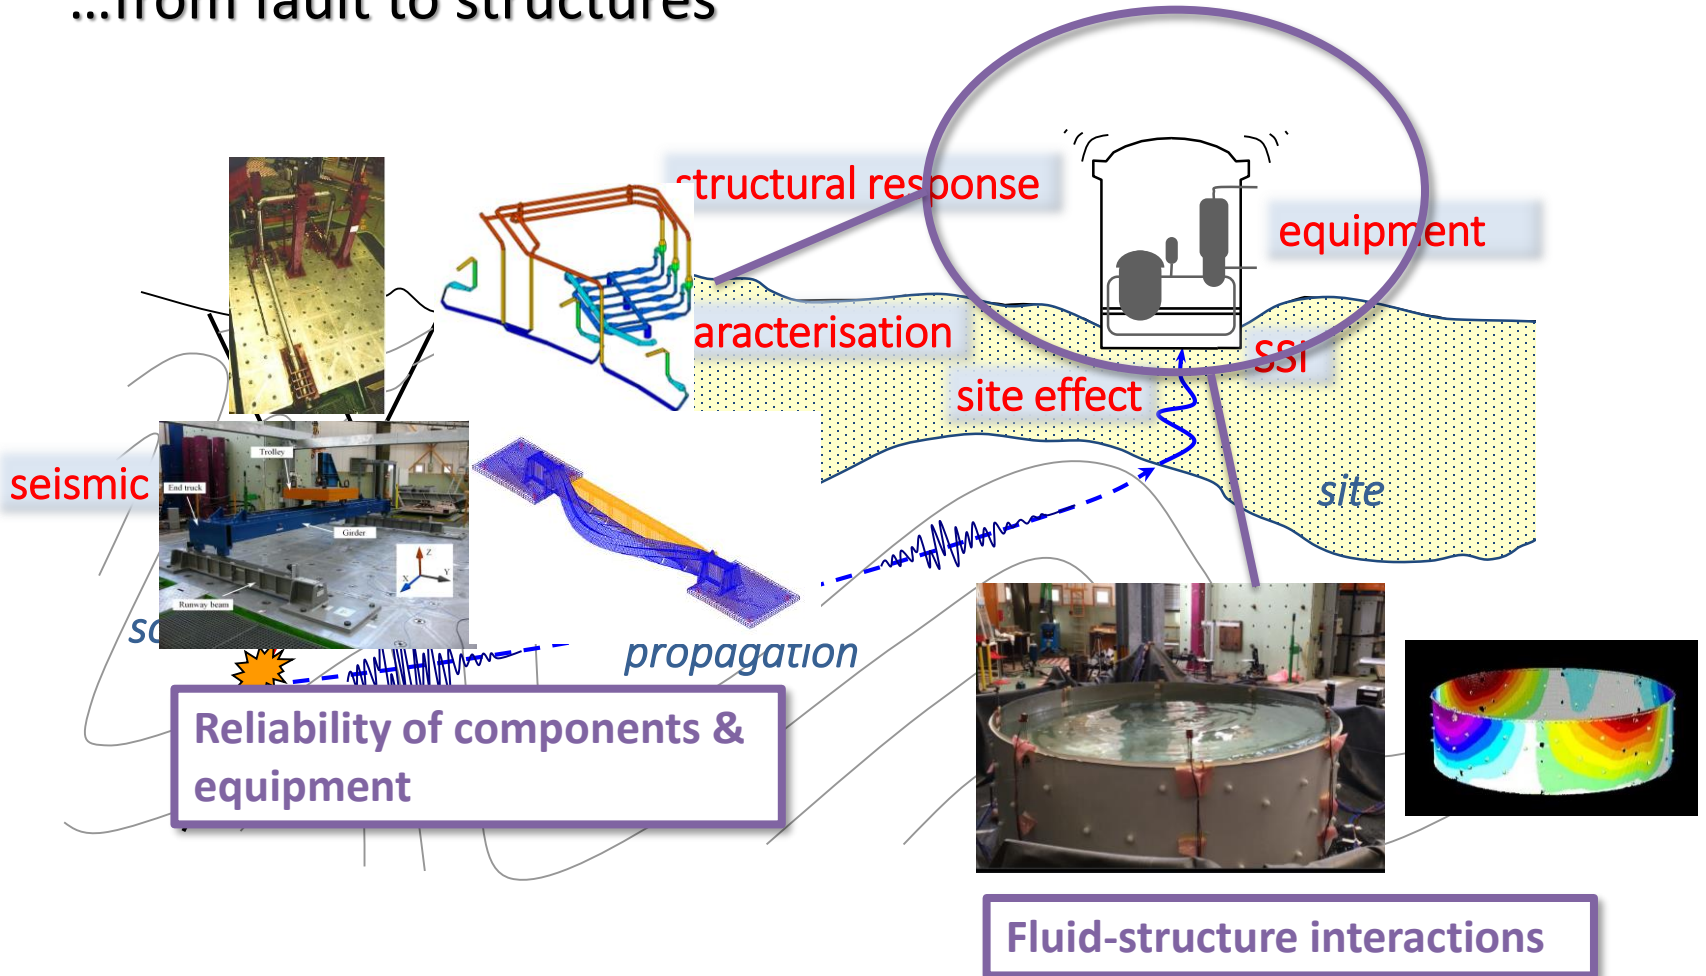 ...from fault to structures
structural response
equipment
aracterisation
SSI
site effect
seismic
site
Trolley
End truck
Girder
Z
Y
X
Runway beam
propagation
Reliability of components &
equipment
Fluid-structure interactions